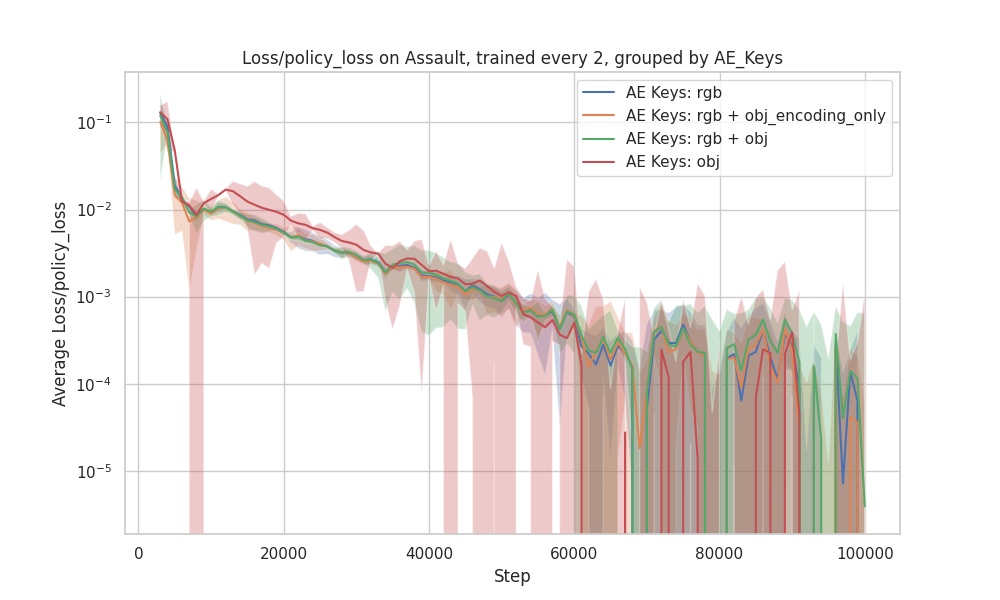 Loss/policy_loss on Assault, trained every 2, grouped by AE_Keys
AE Keys: rgb
AE Keys: rgb + obj_encoding_only
AE Keys: rgb + obj
AE Keys: obj
Average Loss/policy_loss
10⁻¹
10⁻²
10⁻³
10⁻⁴
10⁻⁵
0
20000
40000
60000
80000
100000
Step